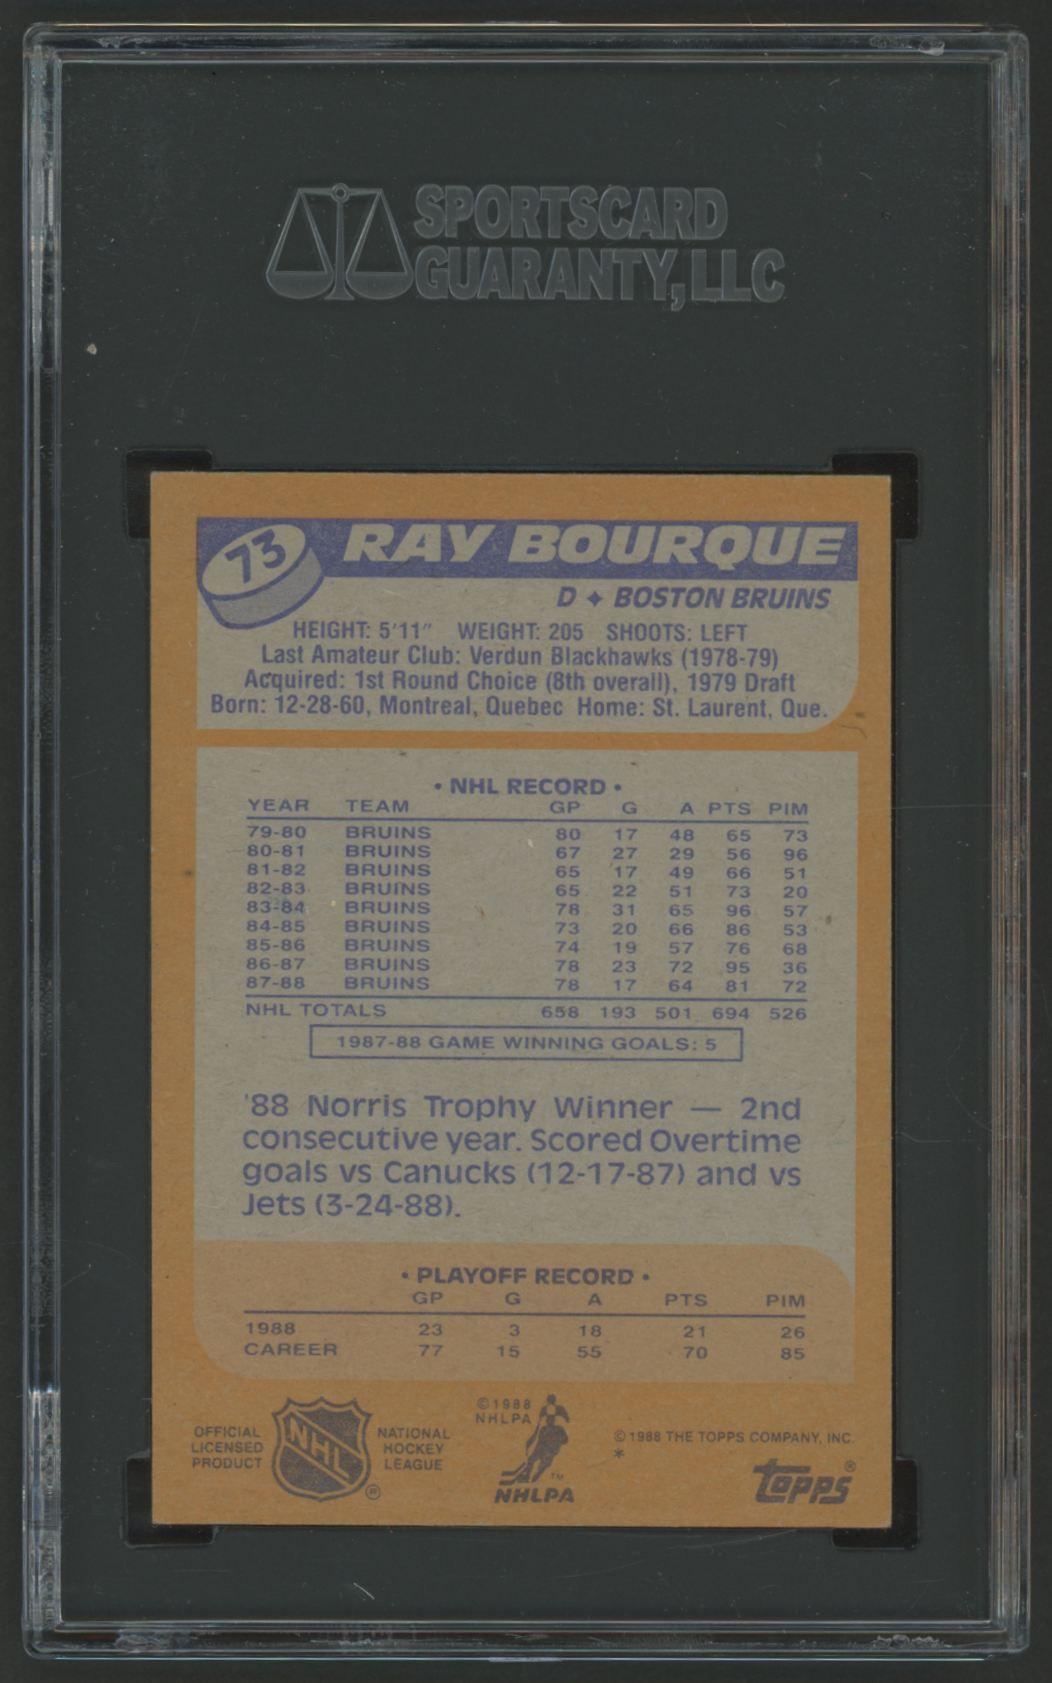 SPORTSCARD
GUARANTY, LLC
73
RAY BOURQUE
D ✦ BOSTON BRUINS
HEIGHT: 5'11" WEIGHT: 205 SHOOTS: LEFT
Last Amateur Club: Verdun Blackhawks (1978-79)
Acquired: 1st Round Choice (8th overall), 1979 Draft
Born: 12-28-60, Montreal, Quebec Home: St. Laurent, Que.
• NHL RECORD •
YEAR TEAM GP G A PTS PIM
79-80 BRUINS 80 17 48 65 73
80-81 BRUINS 67 27 29 56 96
81-82 BRUINS 65 17 49 66 51
82-83 BRUINS 65 22 51 73 20
83-84 BRUINS 78 31 65 96 57
84-85 BRUINS 73 20 66 86 53
85-86 BRUINS 74 19 57 76 68
86-87 BRUINS 78 23 72 95 36
87-88 BRUINS 78 17 64 81 72
NHL TOTALS 658 193 501 694 526
1987-88 GAME WINNING GOALS: 5
'88 Norris Trophy Winner — 2nd
consecutive year. Scored Overtime
goals vs Canucks (12-17-87) and vs
Jets (3-24-88).
• PLAYOFF RECORD •
GP G A PTS PIM
1988 23 3 18 21 26
CAREER 77 15 55 70 85
OFFICIAL
LICENSED
PRODUCT
NHL
®
NATIONAL
HOCKEY
LEAGUE
©1988
NHLPA
TM
NHLPA
© 1988 THE TOPPS COMPANY, INC.
*
topps®